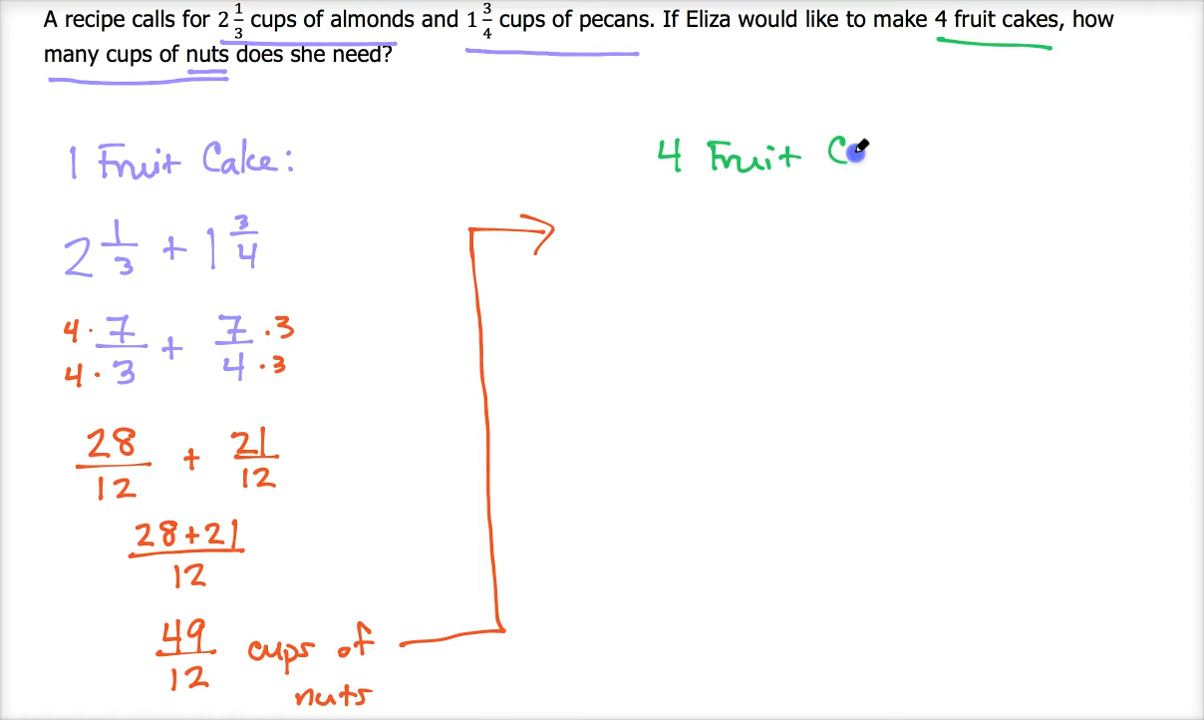 A recipe calls for 2 1/3 cups of almonds and 1 3/4 cups of pecans. If Eliza would like to make 4 fruit cakes, how
many cups of nuts does she need?
1 Fruit Cake:
2 1/3 + 1 3/4
4 · 7 / 4 · 3 + 7 · 3 / 4 · 3
28/12 + 21/12
28+21 / 12
49/12 cups of
nuts
4 Fruit Ca